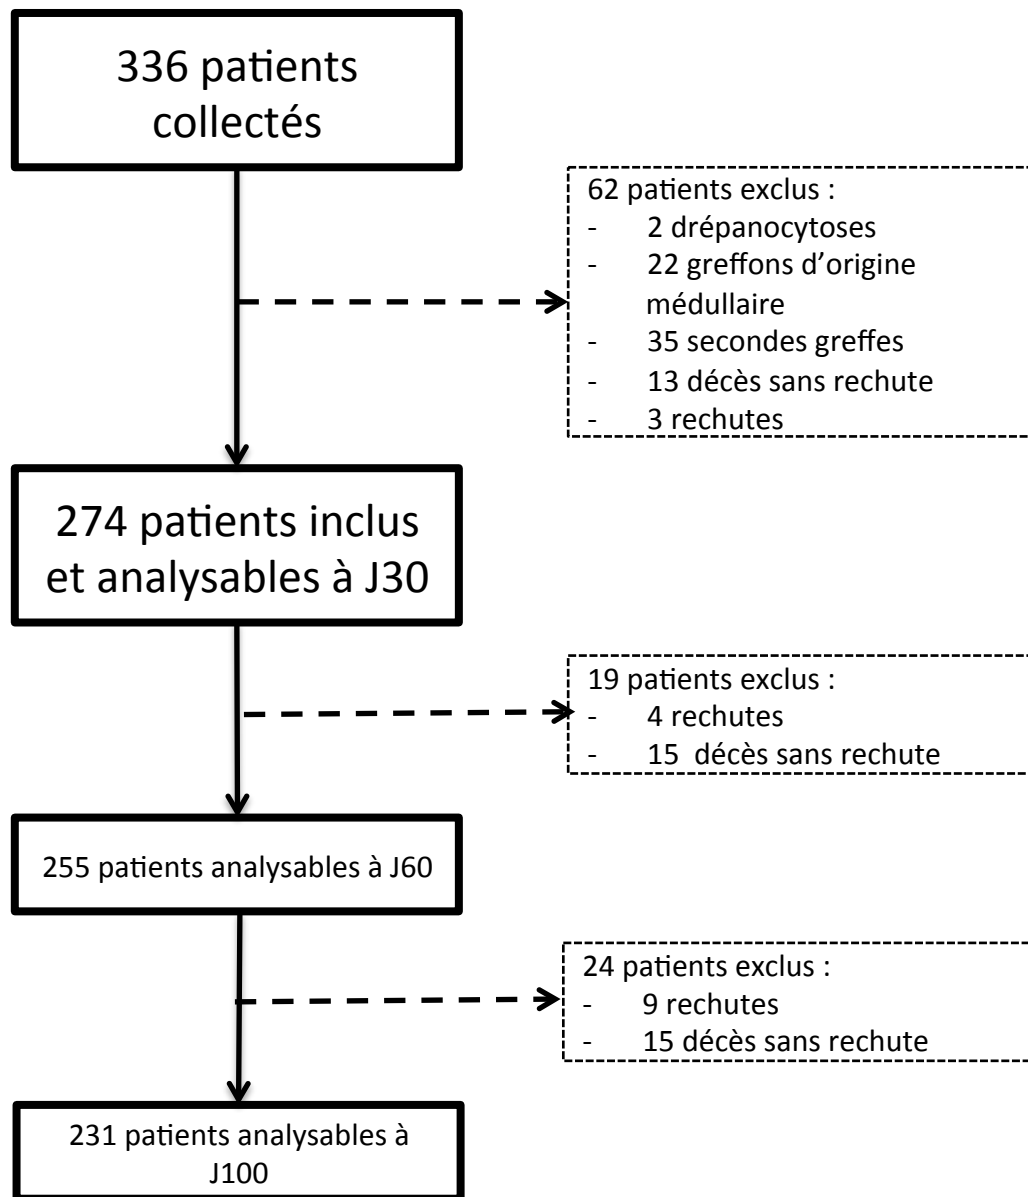 336 patients
collectés
62 patients exclus :
- 2 drépanocytoses
- 22 greffons d'origine
médullaire
- 35 secondes greffes
- 13 décès sans rechute
- 3 rechutes
274 patients inclus
et analysables à J30
19 patients exclus :
- 4 rechutes
- 15 décès sans rechute
255 patients analysables à J60
24 patients exclus :
- 9 rechutes
- 15 décès sans rechute
231 patients analysables à
J100